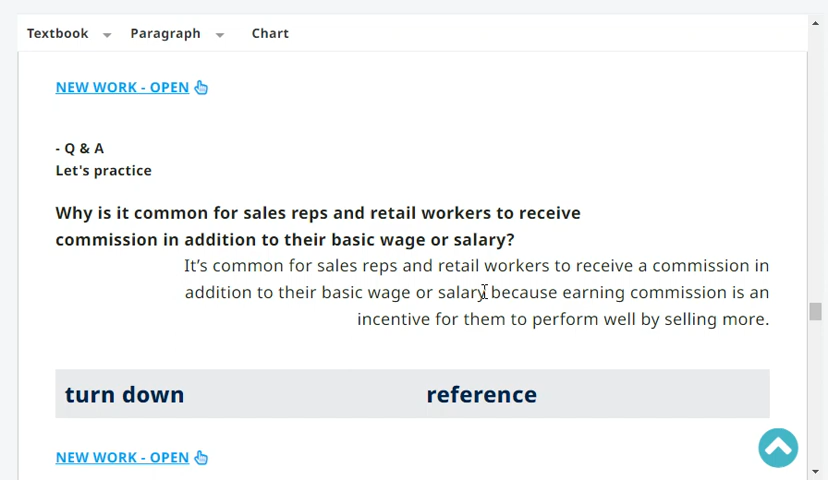 Textbook Paragraph Chart
NEW WORK - OPEN
- Q & A
Let's practice
Why is it common for sales reps and retail workers to receive
commission in addition to their basic wage or salary?
It’s common for sales reps and retail workers to receive a commission in
addition to their basic wage or salary because earning commission is an
incentive for them to perform well by selling more.
turn down reference
NEW WORK - OPEN